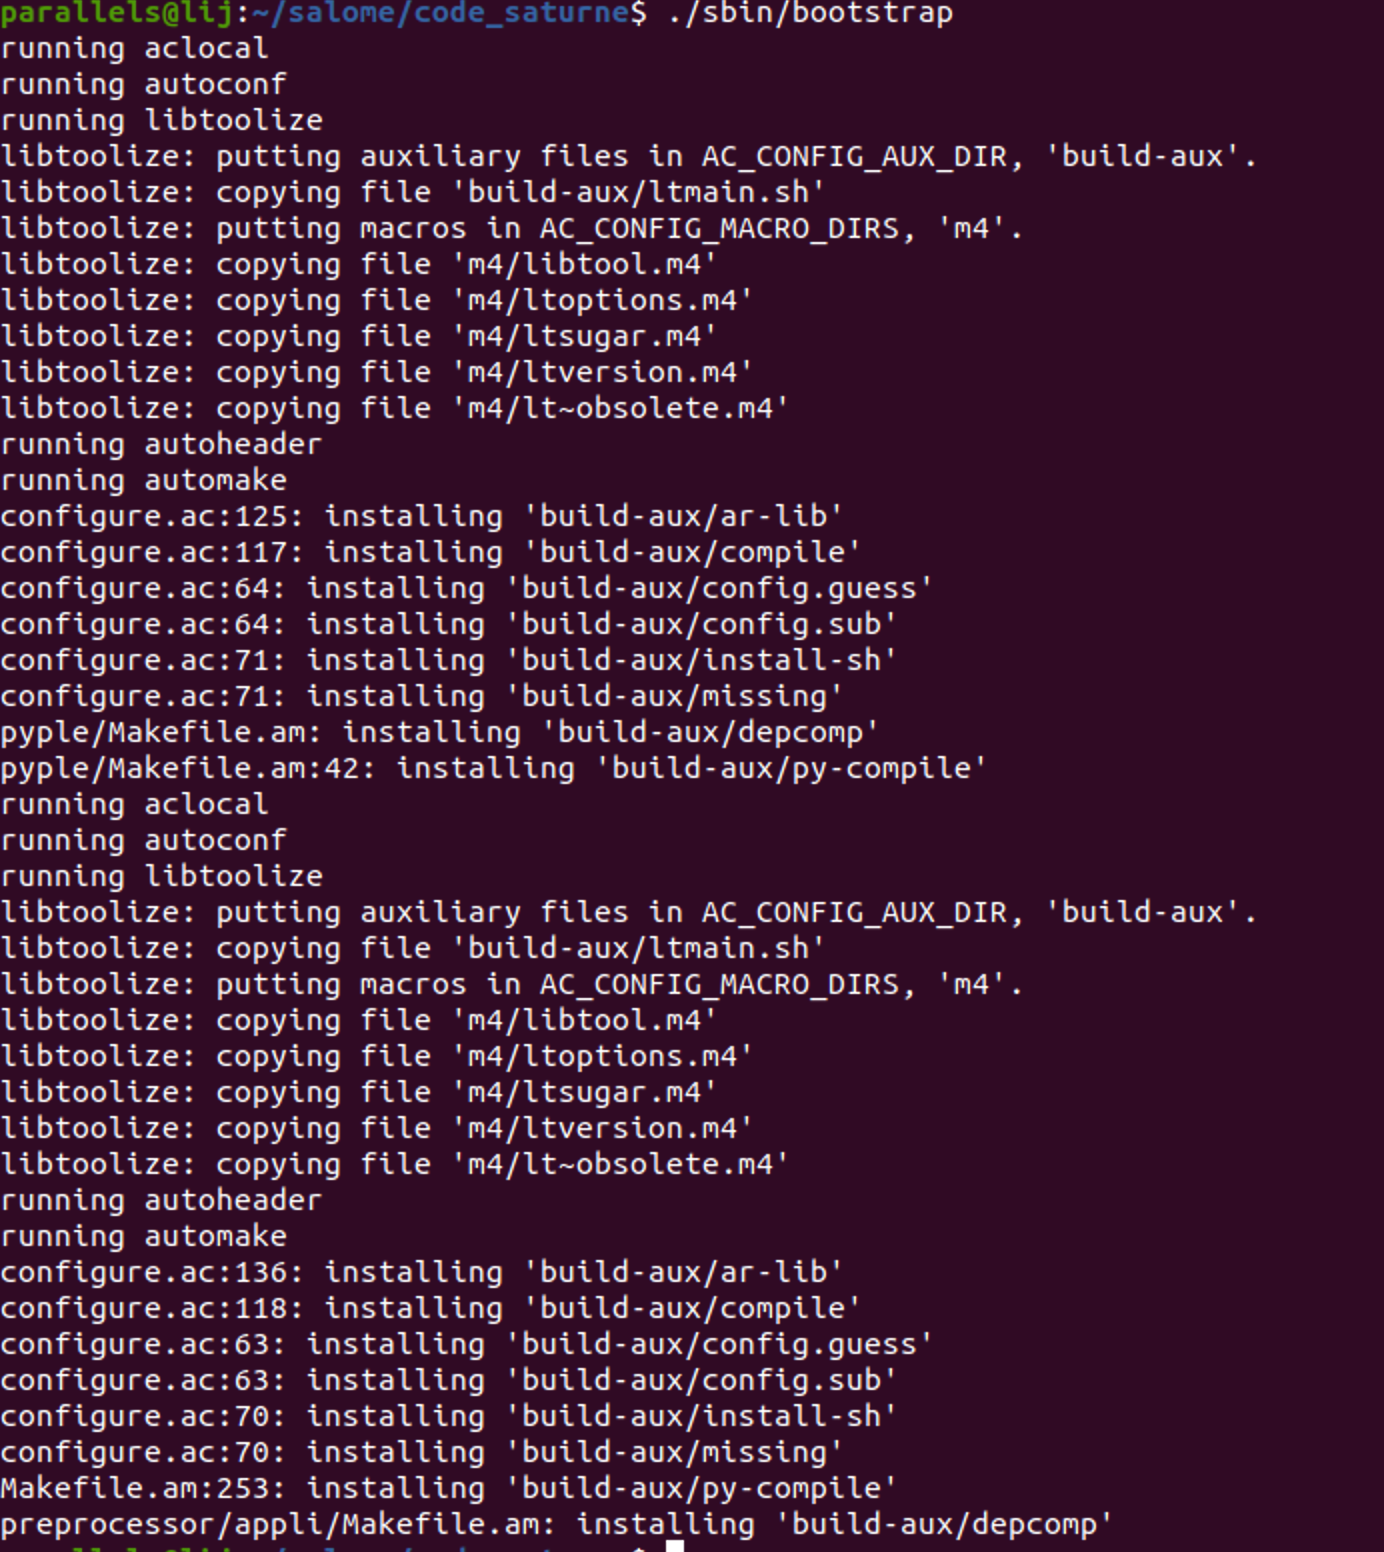 parallels@lij:~/salome/code_saturne$ ./sbin/bootstrap
running aclocal
running autoconf
running libtoolize
libtoolize: putting auxiliary files in AC_CONFIG_AUX_DIR, 'build-aux'.
libtoolize: copying file 'build-aux/ltmain.sh'
libtoolize: putting macros in AC_CONFIG_MACRO_DIRS, 'm4'.
libtoolize: copying file 'm4/libtool.m4'
libtoolize: copying file 'm4/ltoptions.m4'
libtoolize: copying file 'm4/ltsugar.m4'
libtoolize: copying file 'm4/ltversion.m4'
libtoolize: copying file 'm4/lt~obsolete.m4'
running autoheader
running automake
configure.ac:125: installing 'build-aux/ar-lib'
configure.ac:117: installing 'build-aux/compile'
configure.ac:64: installing 'build-aux/config.guess'
configure.ac:64: installing 'build-aux/config.sub'
configure.ac:71: installing 'build-aux/install-sh'
configure.ac:71: installing 'build-aux/missing'
pyple/Makefile.am: installing 'build-aux/depcomp'
pyple/Makefile.am:42: installing 'build-aux/py-compile'
running aclocal
running autoconf
running libtoolize
libtoolize: putting auxiliary files in AC_CONFIG_AUX_DIR, 'build-aux'.
libtoolize: copying file 'build-aux/ltmain.sh'
libtoolize: putting macros in AC_CONFIG_MACRO_DIRS, 'm4'.
libtoolize: copying file 'm4/libtool.m4'
libtoolize: copying file 'm4/ltoptions.m4'
libtoolize: copying file 'm4/ltsugar.m4'
libtoolize: copying file 'm4/ltversion.m4'
libtoolize: copying file 'm4/lt~obsolete.m4'
running autoheader
running automake
configure.ac:136: installing 'build-aux/ar-lib'
configure.ac:118: installing 'build-aux/compile'
configure.ac:63: installing 'build-aux/config.guess'
configure.ac:63: installing 'build-aux/config.sub'
configure.ac:70: installing 'build-aux/install-sh'
configure.ac:70: installing 'build-aux/missing'
Makefile.am:253: installing 'build-aux/py-compile'
preprocessor/appli/Makefile.am: installing 'build-aux/depcomp'